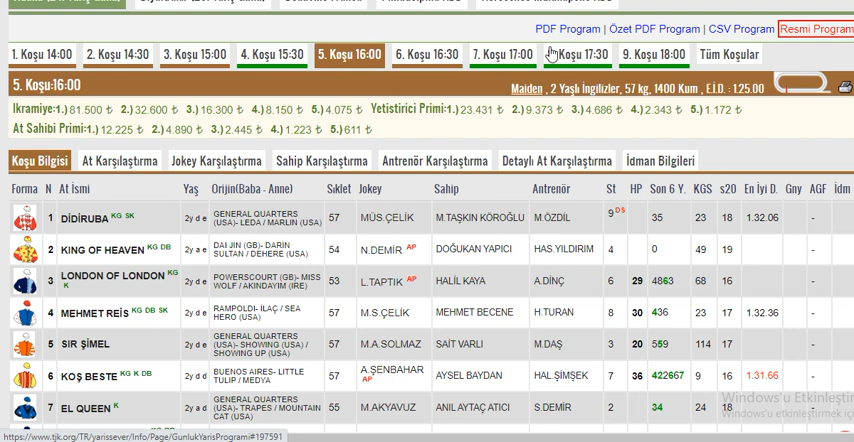 PDF Program | Özet PDF Program | CSV Program | Resmi Program
1. Koşu 14:00 2. Koşu 14:30 3. Koşu 15:00 4. Koşu 15:30 5. Koşu 16:00 6. Koşu 16:30 7. Koşu 17:00 Koşu 17:30 9. Koşu 18:00 Tüm Koşular
5. Koşu:16:00 Maiden , 2 Yaşlı İngilizler, 57 kg, 1400 Kum , E.İ.D. : 1.25.00
Ikramiye:1.) 81.500 ₺ 2.) 32.600 ₺ 3.) 16.300 ₺ 4.) 8.150 ₺ 5.) 4.075 ₺ Yetistirici Primi:1.) 23.431 ₺ 2.) 9.373 ₺ 3.) 4.686 ₺ 4.) 2.343 ₺ 5.) 1.172 ₺
At Sahibi Primi:1.) 12.225 ₺ 2.) 4.890 ₺ 3.) 2.445 ₺ 4.) 1.223 ₺ 5.) 611 ₺
Koşu Bilgisi At Karşılaştırma Jokey Karşılaştırma Sahip Karşılaştırma Antrenör Karşılaştırma Detaylı At Karşılaştırma İdman Bilgileri
Forma N At İsmi Yaş Orijin(Baba - Anne) Sıklet Jokey Sahip Antrenör St HP Son 6 Y. KGS s20 En İyi D. Gny AGF İdm
1 DİDİRUBA KG SK 2y d e GENERAL QUARTERS (USA)- LEDA / MARLIN (USA) 57 MÜS.ÇELİK M.TAŞKIN KÖROĞLU M.ÖZDİL 9 DS 35 23 18 1.32.06 -
2 KING OF HEAVEN KG DB 2y a e DAI JIN (GB)- DARIN SULTAN / DEHERE (USA) 54 N.DEMİR AP DOĞUKAN YAPICI HAS.YILDIRIM 4 0 49 19 -
3 LONDON OF LONDON KG K 2y d e POWERSCOURT (GB)- MISS WOLF / AKINDAYIM (IRE) 53 L.TAPTIK AP HALİL KAYA A.DİNÇ 6 29 4863 68 16 -
4 MEHMET REİS KG DB SK 2y d e RAMPOLDI- İLAÇ / SEA HERO (USA) 57 M.S.ÇELİK MEHMET BECENE H.TURAN 8 30 436 23 17 1.32.36 -
5 SIR ŞİMEL 2y d e GENERAL QUARTERS (USA)- SHOWING (USA) / SHOWING UP (USA) 57 M.A.SOLMAZ SAİT VARLI M.DAŞ 3 20 559 114 17 -
6 KOŞ BESTE KG K DB 2y d d BUENOS AIRES- LITTLE TULIP / MEDYA 57 A.ŞENBAHAR AP AYSEL BAYDAN HAL.ŞİMŞEK 7 36 422667 9 16 1.31.66 -
7 EL QUEEN K 2y a d GENERAL QUARTERS (USA)- TRAPES / MOUNTAIN CAT (USA) 55 M.AKYAVUZ ANIL AYTAÇ ATICI S.DEMİR 2 34 24 18 -
Windows'u Etkinleştir
Windows'u etkinleştirmek için
https://www.tjk.org/TR/yarissever/Info/Page/GunlukYarisProgrami#197591